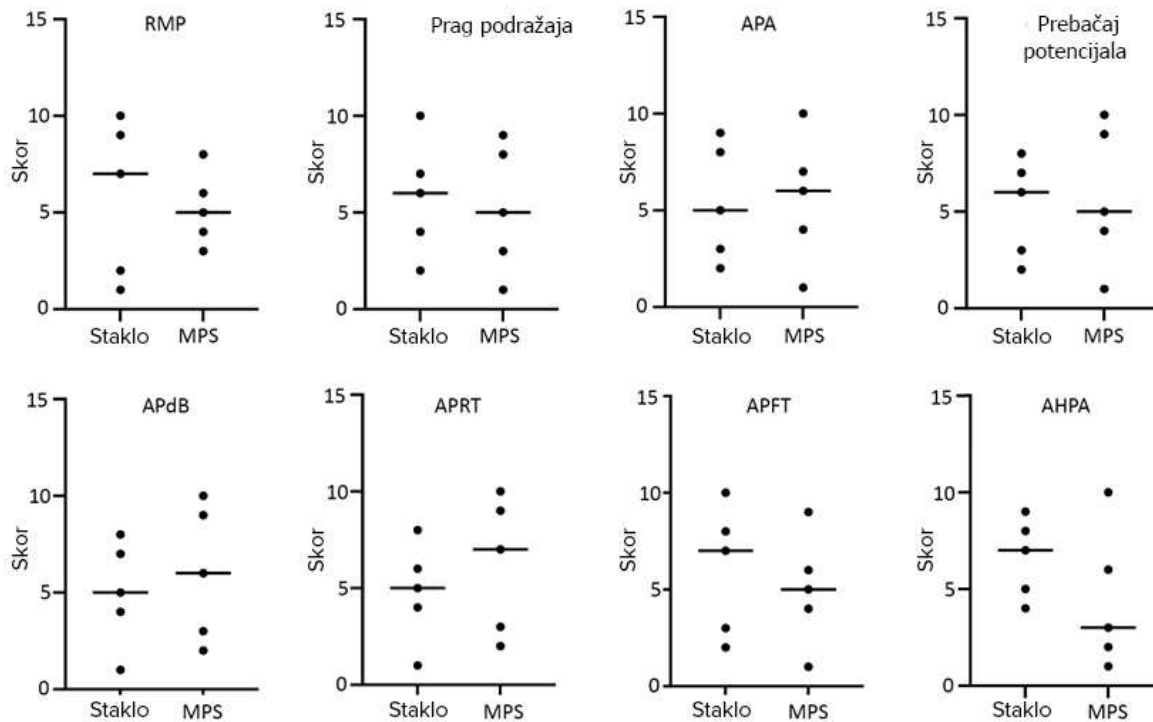 RMP
15
10
5
0
Skor
Staklo MPS
Prag podražaja
15
10
5
0
Skor
Staklo MPS
APA
15
10
5
0
Skor
Staklo MPS
Prebačaj
potencijala
15
10
5
0
Skor
Staklo MPS
APdB
15
10
5
0
Skor
Staklo MPS
APRT
15
10
5
0
Skor
Staklo MPS
APFT
15
10
5
0
Skor
Staklo MPS
AHPA
15
10
5
0
Skor
Staklo MPS